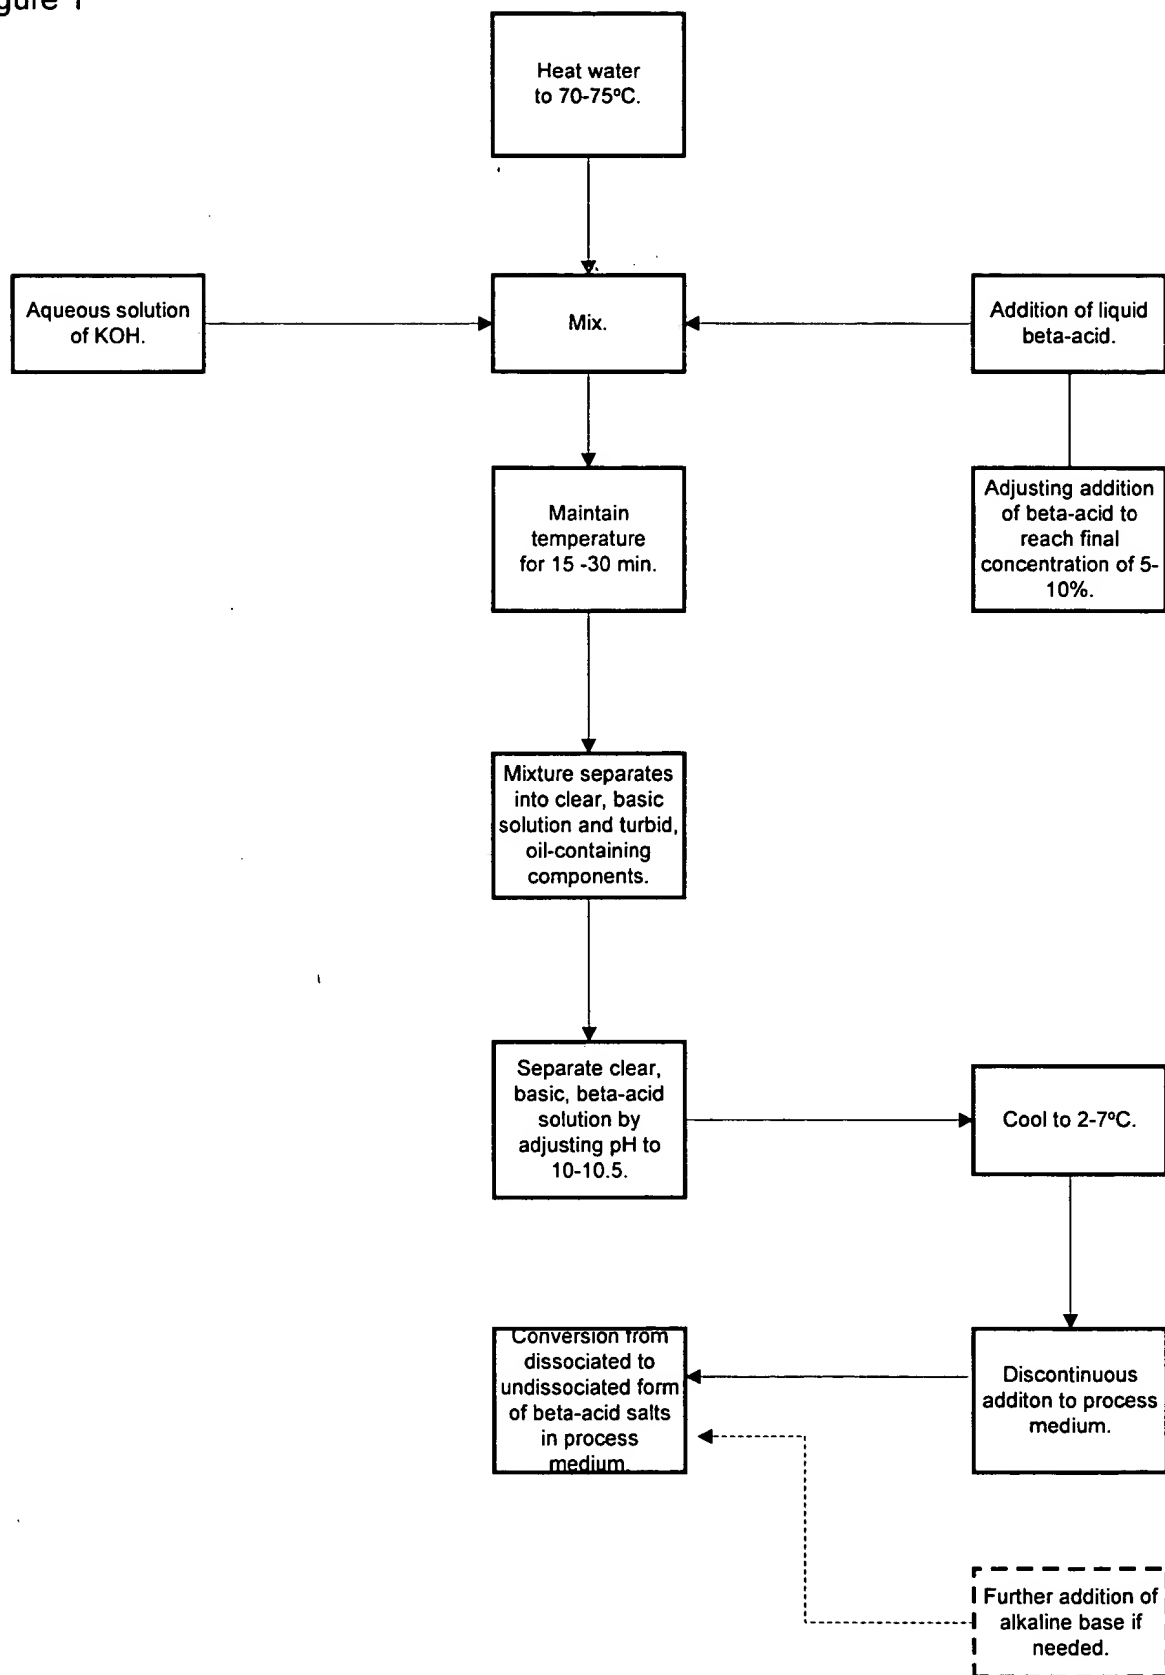 gure 1
Heat water
to 70-75ºC.
Aqueous solution
of KOH.
Mix.
Addition of liquid
beta-acid.
Maintain
temperature
for 15 -30 min.
Adjusting addition
of beta-acid to
reach final
concentration of 5-
10%.
Mixture separates
into clear, basic
solution and turbid,
oil-containing
components.
Separate clear,
basic, beta-acid
solution by
adjusting pH to
10-10.5.
Cool to 2-7ºC.
Conversion from
dissociated to
undissociated form
of beta-acid salts
in process
medium.
Discontinuous
additon to process
medium.
Further addition of
alkaline base if
needed.